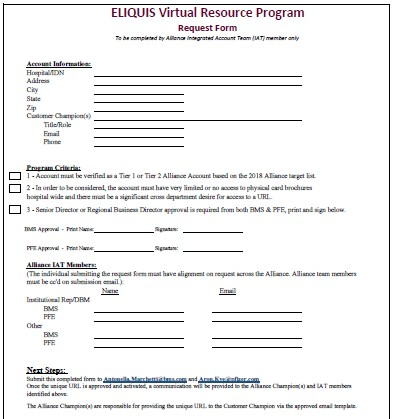 ELIQUIS Virtual Resource Program
Request Form
To be completed by Alliance Integrated Account Team (IAT) member only
Account Information:
Hospital/IDN
Address
City
State
Zip
Customer Champion(s)
Title/Role
Email
Phone
Program Criteria:
1 - Account must be verified as a Tier 1 or Tier 2 Alliance Account based on the 2018 Alliance target list.
2 - In order to be considered, the account must have very limited or no access to physical card brochures
hospital wide and there must be a significant cross department desire for access to a URL.
3 - Senior Director or Regional Business Director approval is required from both BMS & PFE, print and sign below.
BMS Approval - Print Name: Signature:
PFE Approval - Print Name: Signature:
Alliance IAT Members:
(The individual submitting the request form must have alignment on request across the Alliance. Alliance team members
must be cc'd on submission email.):
Name Email
Institutional Rep/DBM
BMS
PFE
Other
BMS
PFE
Next Steps:
Submit this completed form to Antonella.Marchetti@bms.com and Aron.Kye@pfizer.com
Once the unique URL is approved and activated, a communication will be provided to the Alliance Champion(s) and IAT members
identified above.
The Alliance Champion(s) are responsible for providing the unique URL to the Customer Champion via the approved email template.